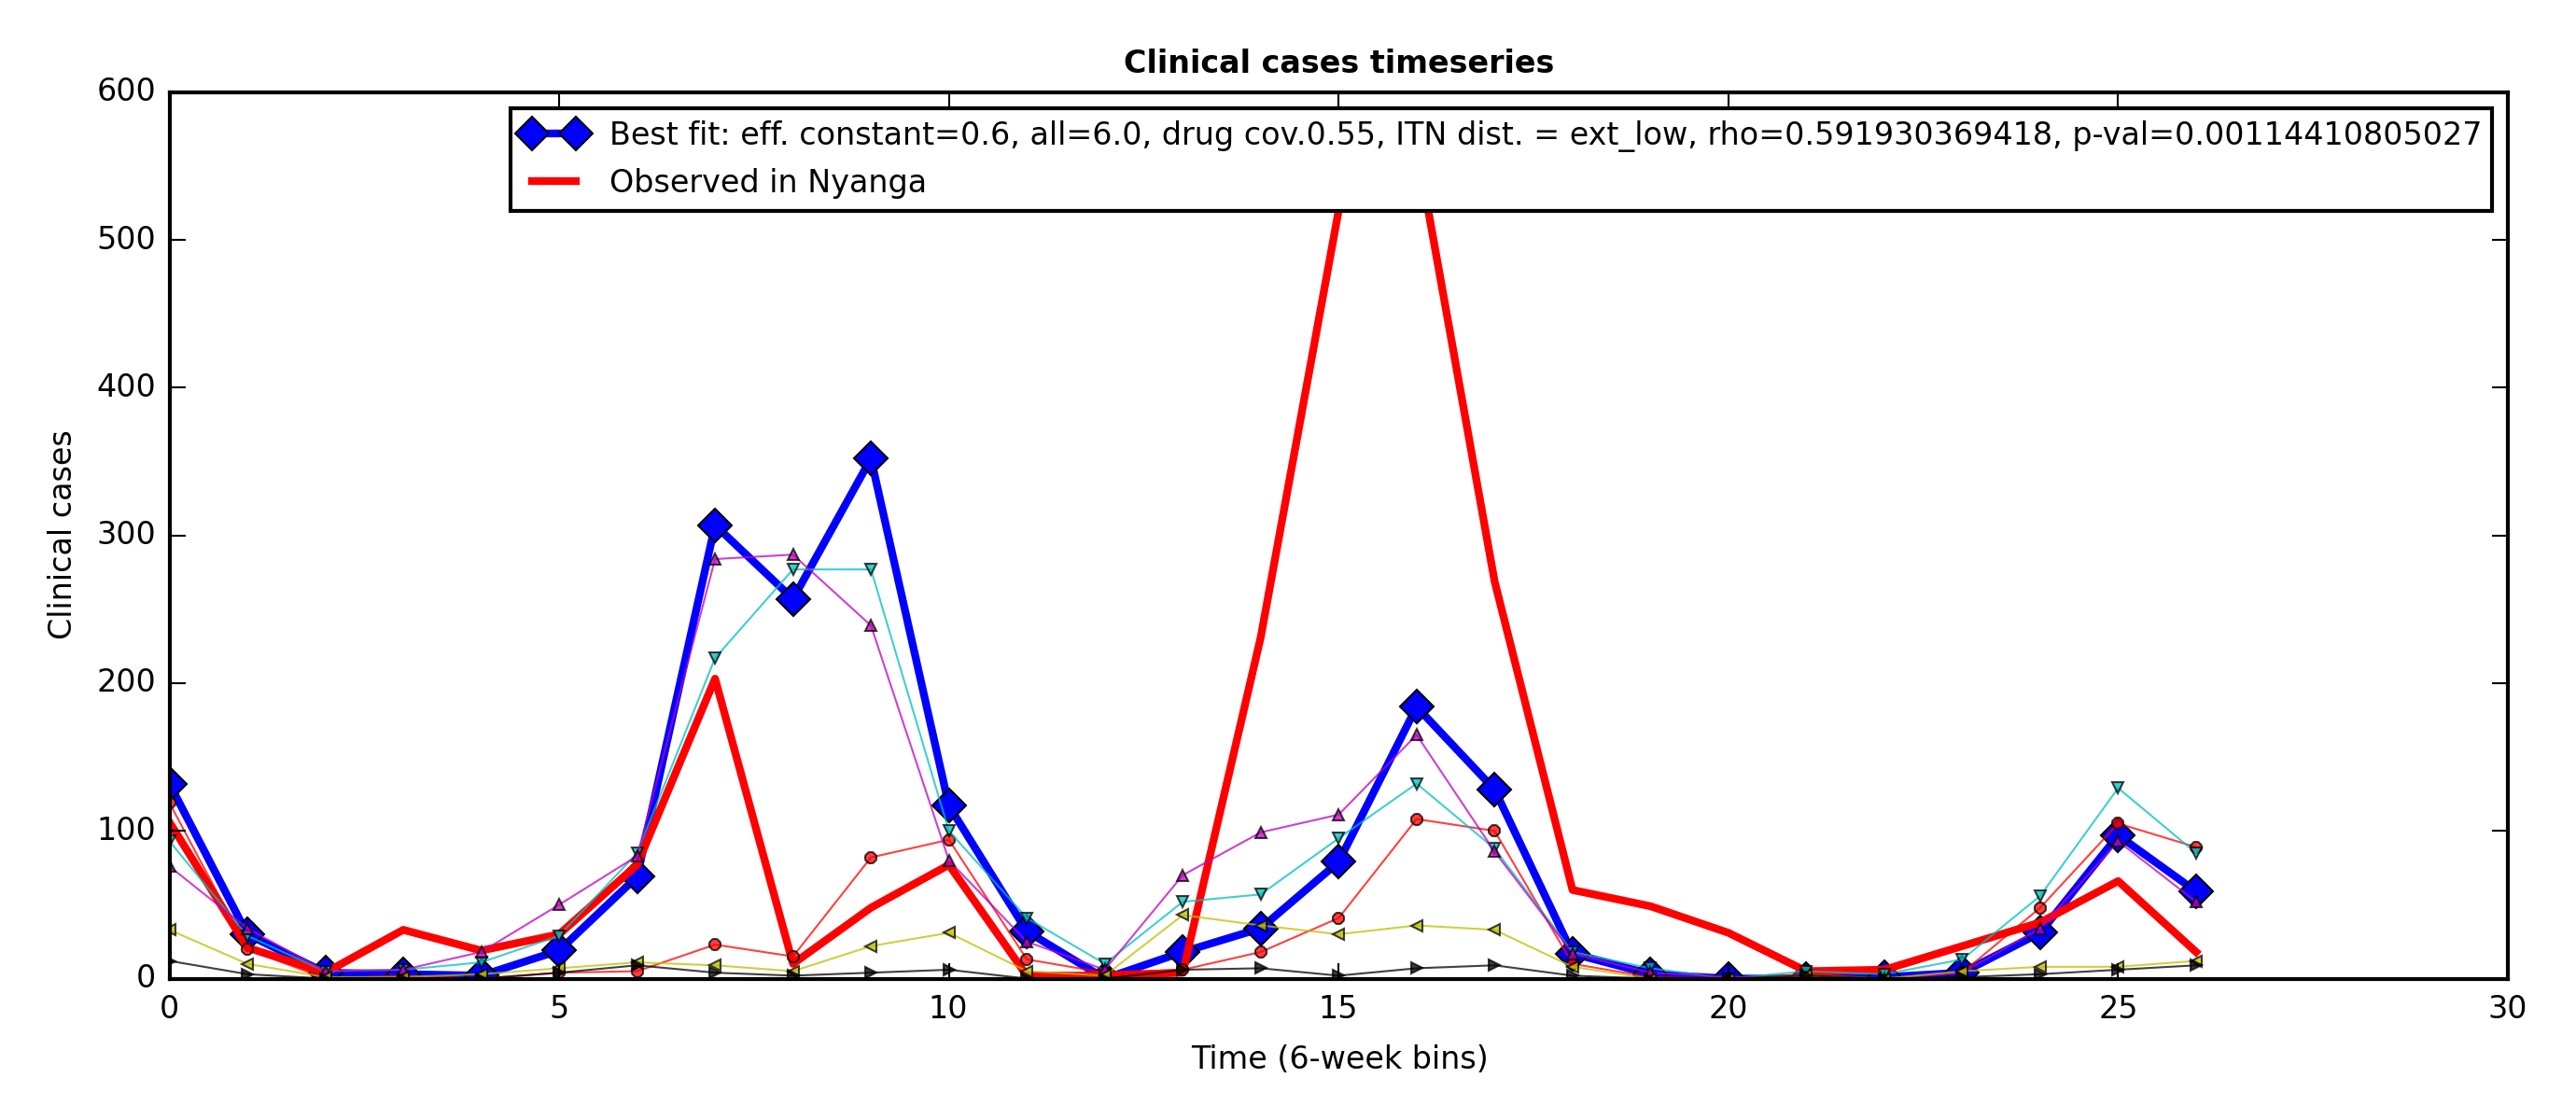 Clinical cases timeseries
600
Best fit: eff. constant=0.6, all=6.0, drug cov.0.55, ITN dist. = ext_low, rho=0.591930369418, p-val=0.00114410805027
Observed in Nyanga
500
400
300
200
100
0
Clinical cases
0 5 10 15 20 25 30
Time (6-week bins)